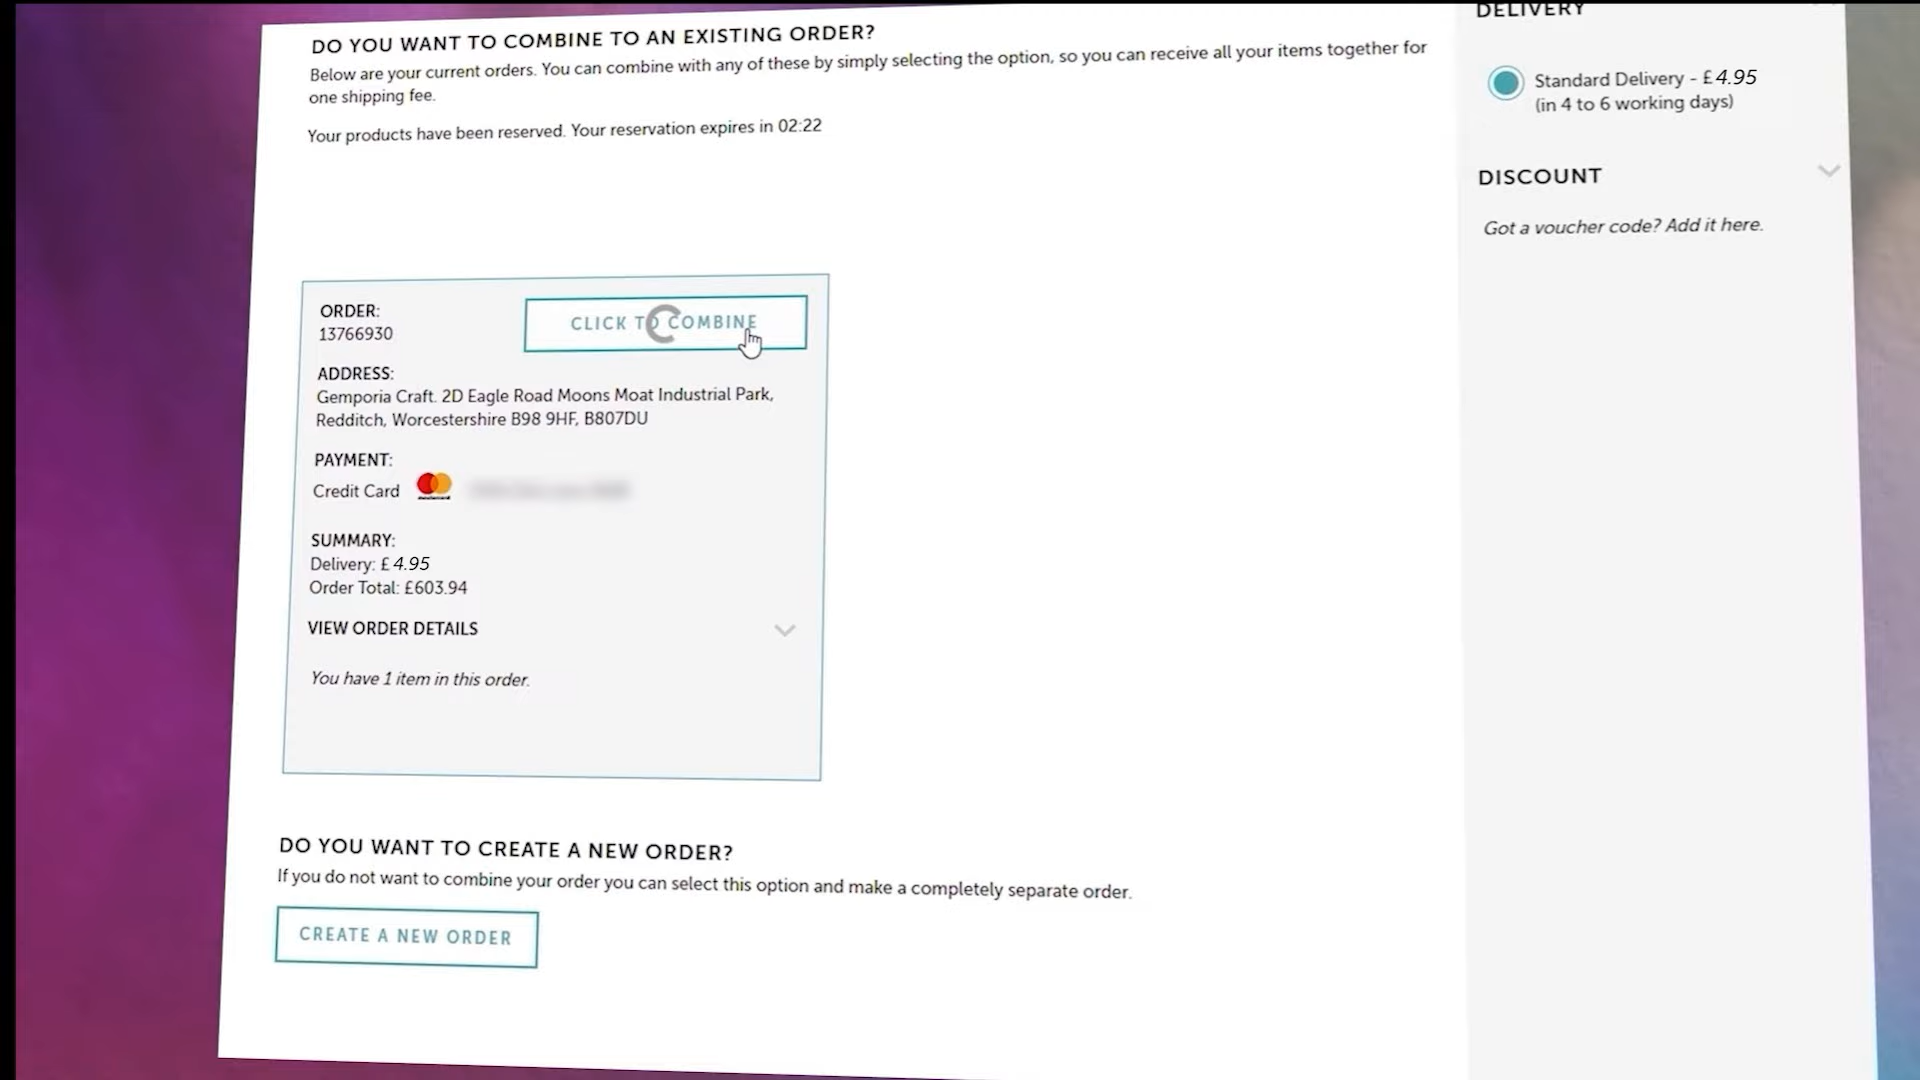 DO YOU WANT TO COMBINE TO AN EXISTING ORDER?
Below are your current orders. You can combine with any of these by simply selecting the option, so you can receive all your items together for
one shipping fee.
Your products have been reserved. Your reservation expires in 02:22
ORDER:
13766930
CLICK TO COMBINE
ADDRESS:
Gemporia Craft. 2D Eagle Road Moons Moat Industrial Park,
Redditch, Worcestershire B98 9HF, B807DU
PAYMENT:
Credit Card
SUMMARY:
Delivery: £4.95
Order Total: £603.94
VIEW ORDER DETAILS
You have 1 item in this order.
DO YOU WANT TO CREATE A NEW ORDER?
If you do not want to combine your order you can select this option and make a completely separate order.
CREATE A NEW ORDER
DELIVERY
Standard Delivery - £4.95
(in 4 to 6 working days)
DISCOUNT
Got a voucher code? Add it here.